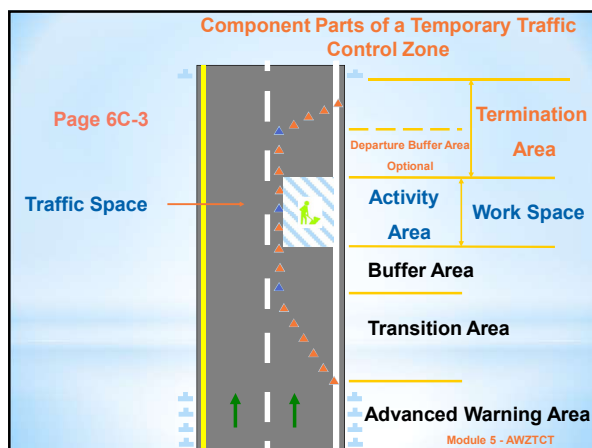 Component Parts of a Temporary Traffic
Control Zone
Page 6C-3
Termination
Area
Departure Buffer Area
Optional
Traffic Space
Activity
Area
Work Space
Buffer Area
Transition Area
Advanced Warning Area
Module 5 - AWZTCT